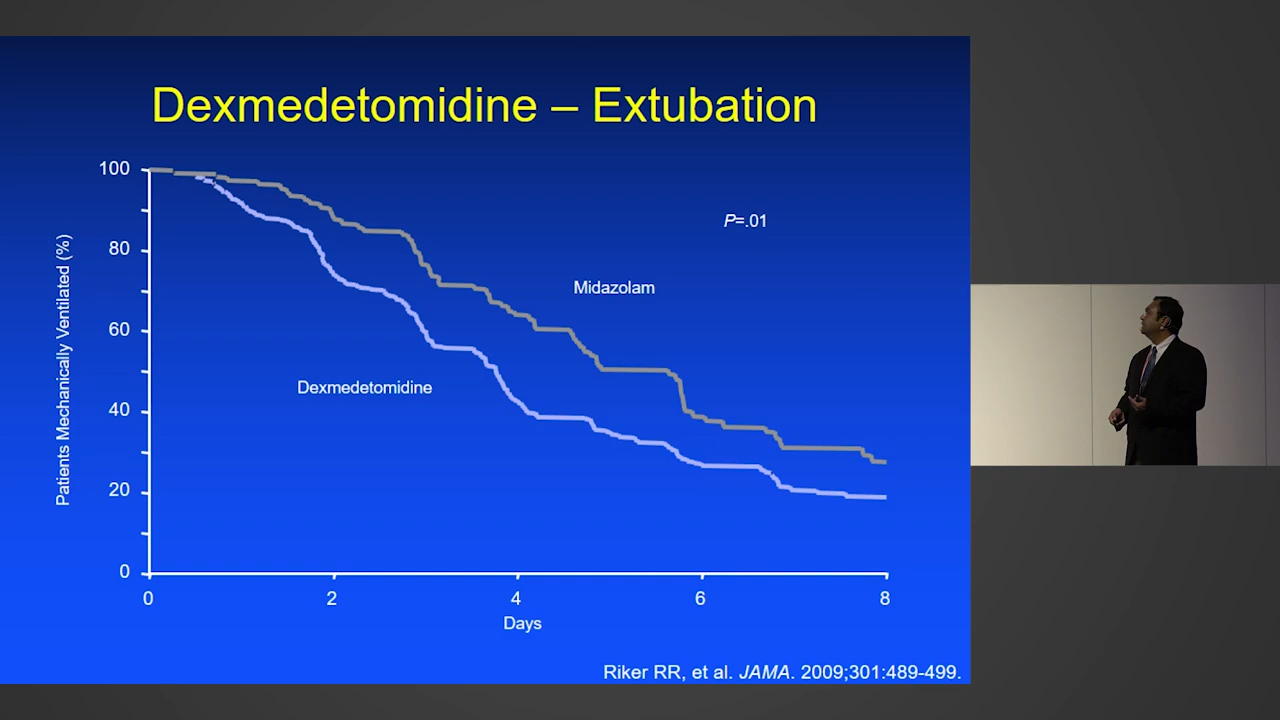 Dexmedetomidine – Extubation
100
80
60
40
20
0
Patients Mechanically Ventilated (%)
P=.01
Midazolam
Dexmedetomidine
0 2 4 6 8
Days
Riker RR, et al. JAMA. 2009;301:489-499.